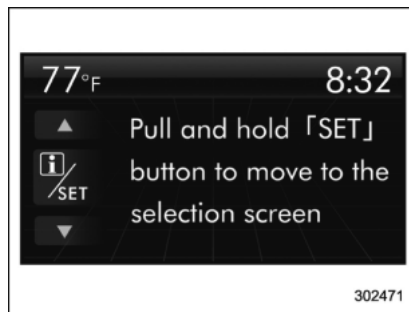 77°F 8:32
Pull and hold「SET」
button to move to the
i/SET
selection screen
302471